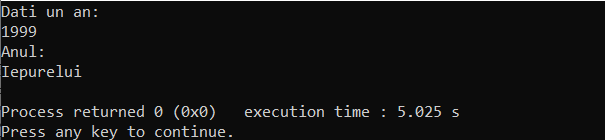 Dati un an:
1999
Anul:
Iepurelui
Process returned 0 (0x0)   execution time : 5.025 s
Press any key to continue.